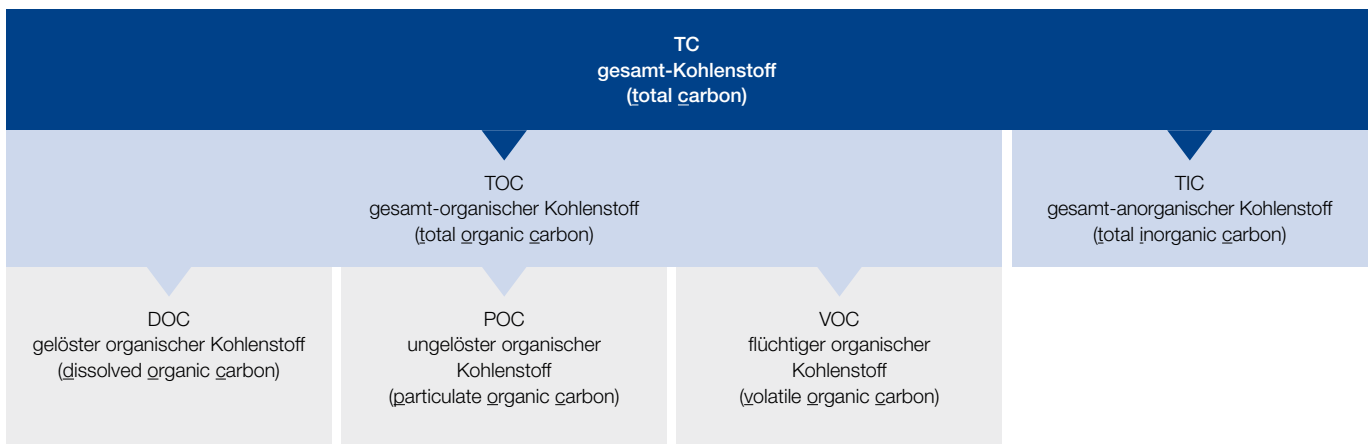 TC
gesamt-Kohlenstoff
(total carbon)
TOC
gesamt-organischer Kohlenstoff
(total organic carbon)
TIC
gesamt-anorganischer Kohlenstoff
(total inorganic carbon)
DOC
gelöster organischer Kohlenstoff
(dissolved organic carbon)
POC
ungelöster organischer
Kohlenstoff
(particulate organic carbon)
VOC
flüchtiger organischer
Kohlenstoff
(volatile organic carbon)